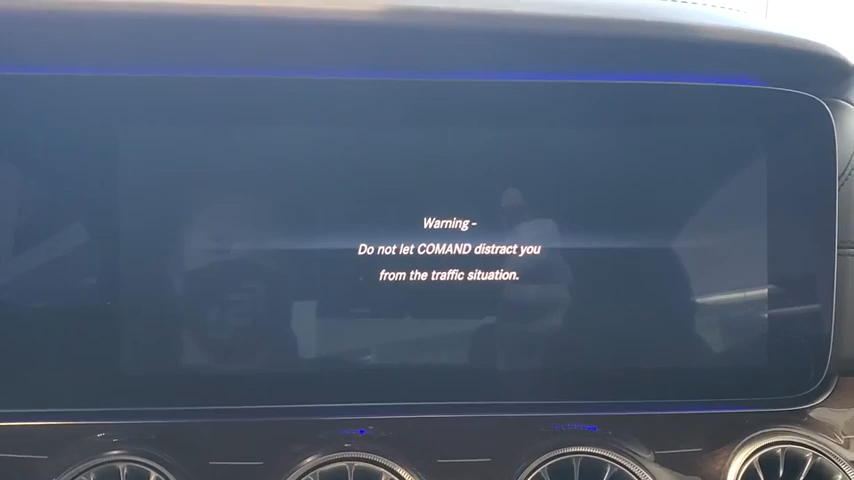 Warning -
Do not let COMAND distract you
from the traffic situation.